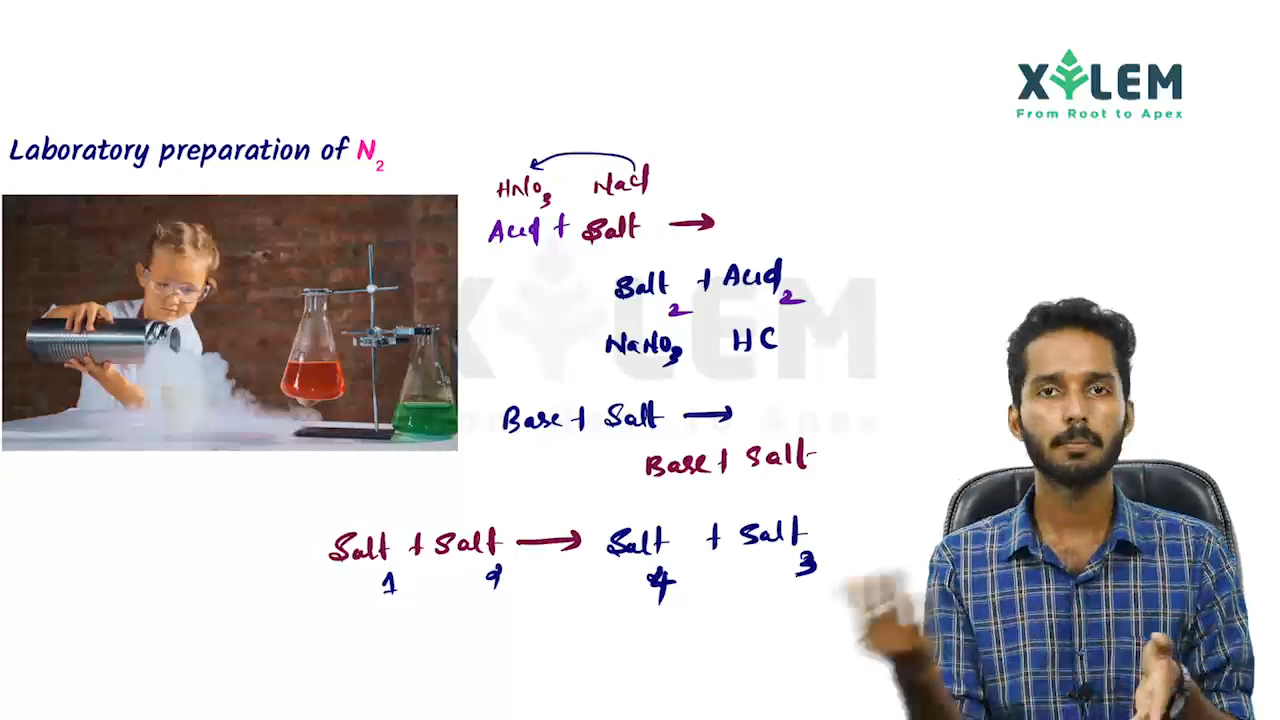 XYLEM
From Root to Apex
Laboratory preparation of N₂
HNO₃ NaCl
Acid + Salt →
Salt₂ + Acid₂
NaNO₃ HC
Base + Salt →
Base + Salt
Salt₁ + Salt → Salt₄ + Salt₃